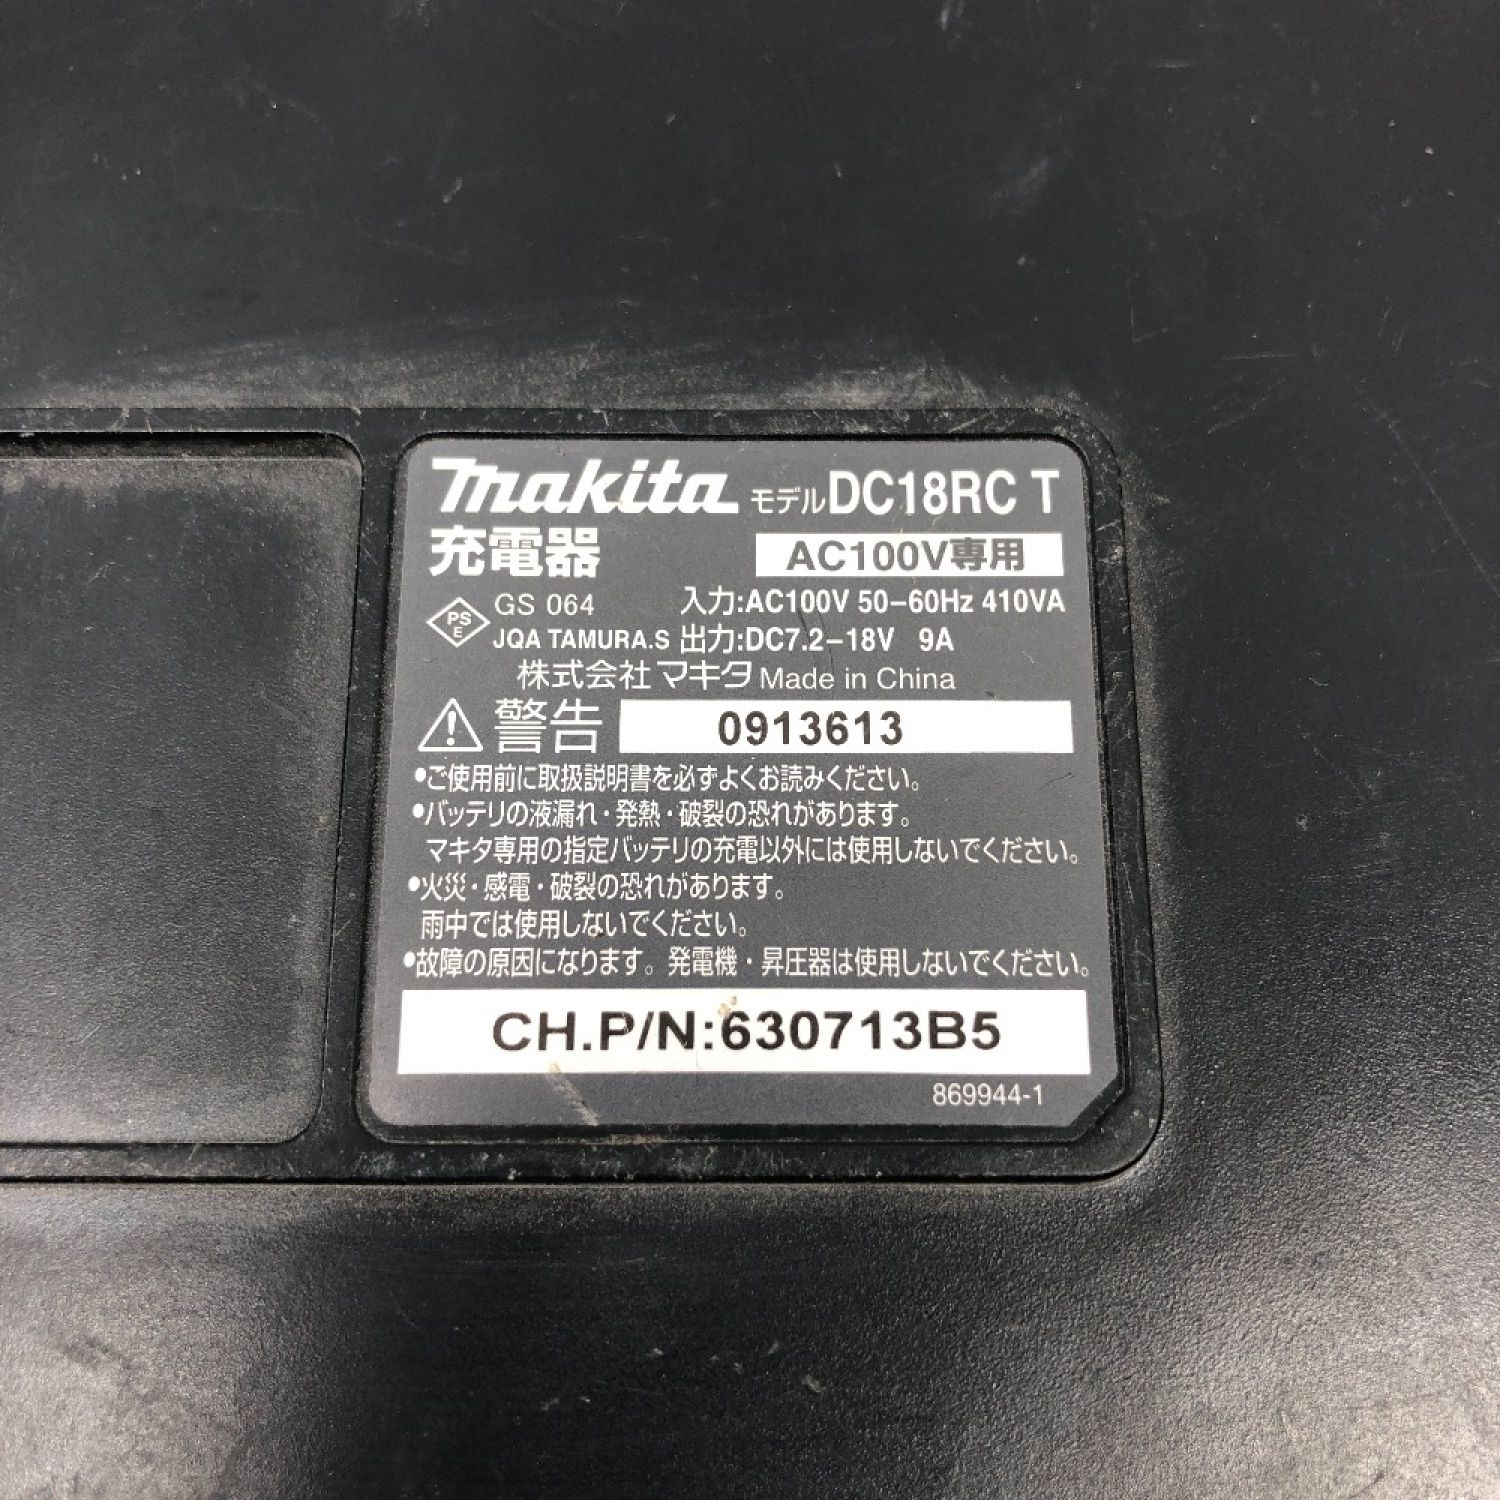 makita モデル DC18RC T
充電器 AC100V専用
PS E GS 064 入力:AC100V 50-60Hz 410VA
JQA TAMURA.S 出力:DC7.2-18V 9A
株式会社マキタ Made in China
警告 0913613
•ご使用前に取扱説明書を必ずよくお読みください。
•バッテリの液漏れ・発熱・破裂の恐れがあります。
マキタ専用の指定バッテリの充電以外には使用しないでください。
•火災・感電・破裂の恐れがあります。
雨中では使用しないでください。
•故障の原因になります。発電機・昇圧器は使用しないでください。
CH.P/N:630713B5
869944-1